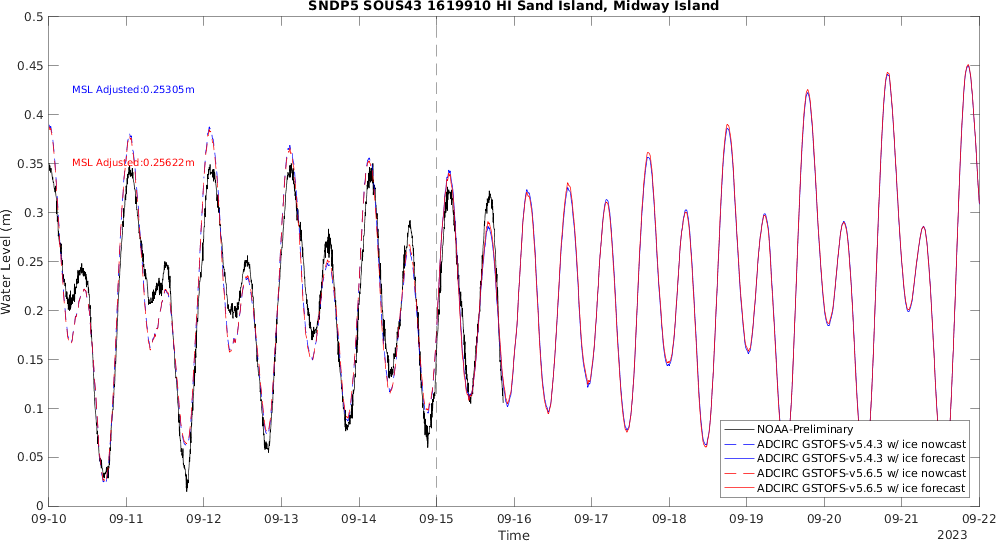 SNDP5 SOUS43 1619910 HI Sand Island, Midway Island
0.5
0.45
0.4
0.35
0.3
0.25
0.2
0.15
0.1
0.05
0
Water Level (m)
MSL Adjusted:0.25305m
MSL Adjusted:0.25622m
NOAA-Preliminary
ADCIRC GSTOFS-v5.4.3 w/ ice nowcast
ADCIRC GSTOFS-v5.4.3 w/ ice forecast
ADCIRC GSTOFS-v5.6.5 w/ ice nowcast
ADCIRC GSTOFS-v5.6.5 w/ ice forecast
09-10 09-11 09-12 09-13 09-14 09-15 09-16 09-17 09-18 09-19 09-20 09-21 09-22
Time
2023